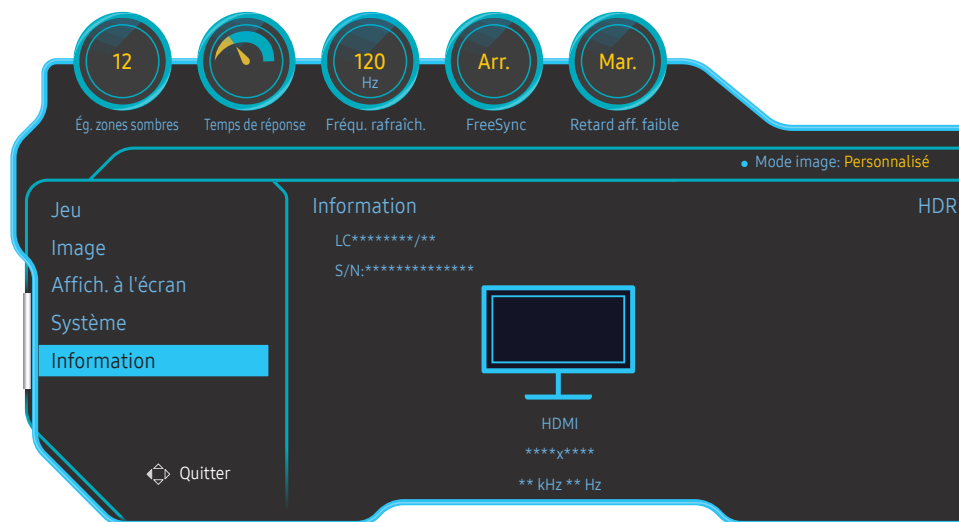 12
120
Hz
Arr.
Mar.
Ég. zones sombres
Temps de réponse
Fréqu. rafraîch.
FreeSync
Retard aff. faible
Mode image: Personnalisé
Jeu
Image
Affich. à l'écran
Système
Information
Quitter
Information
HDR
LC********/**
S/N:**************
HDMI
****x****
** kHz ** Hz